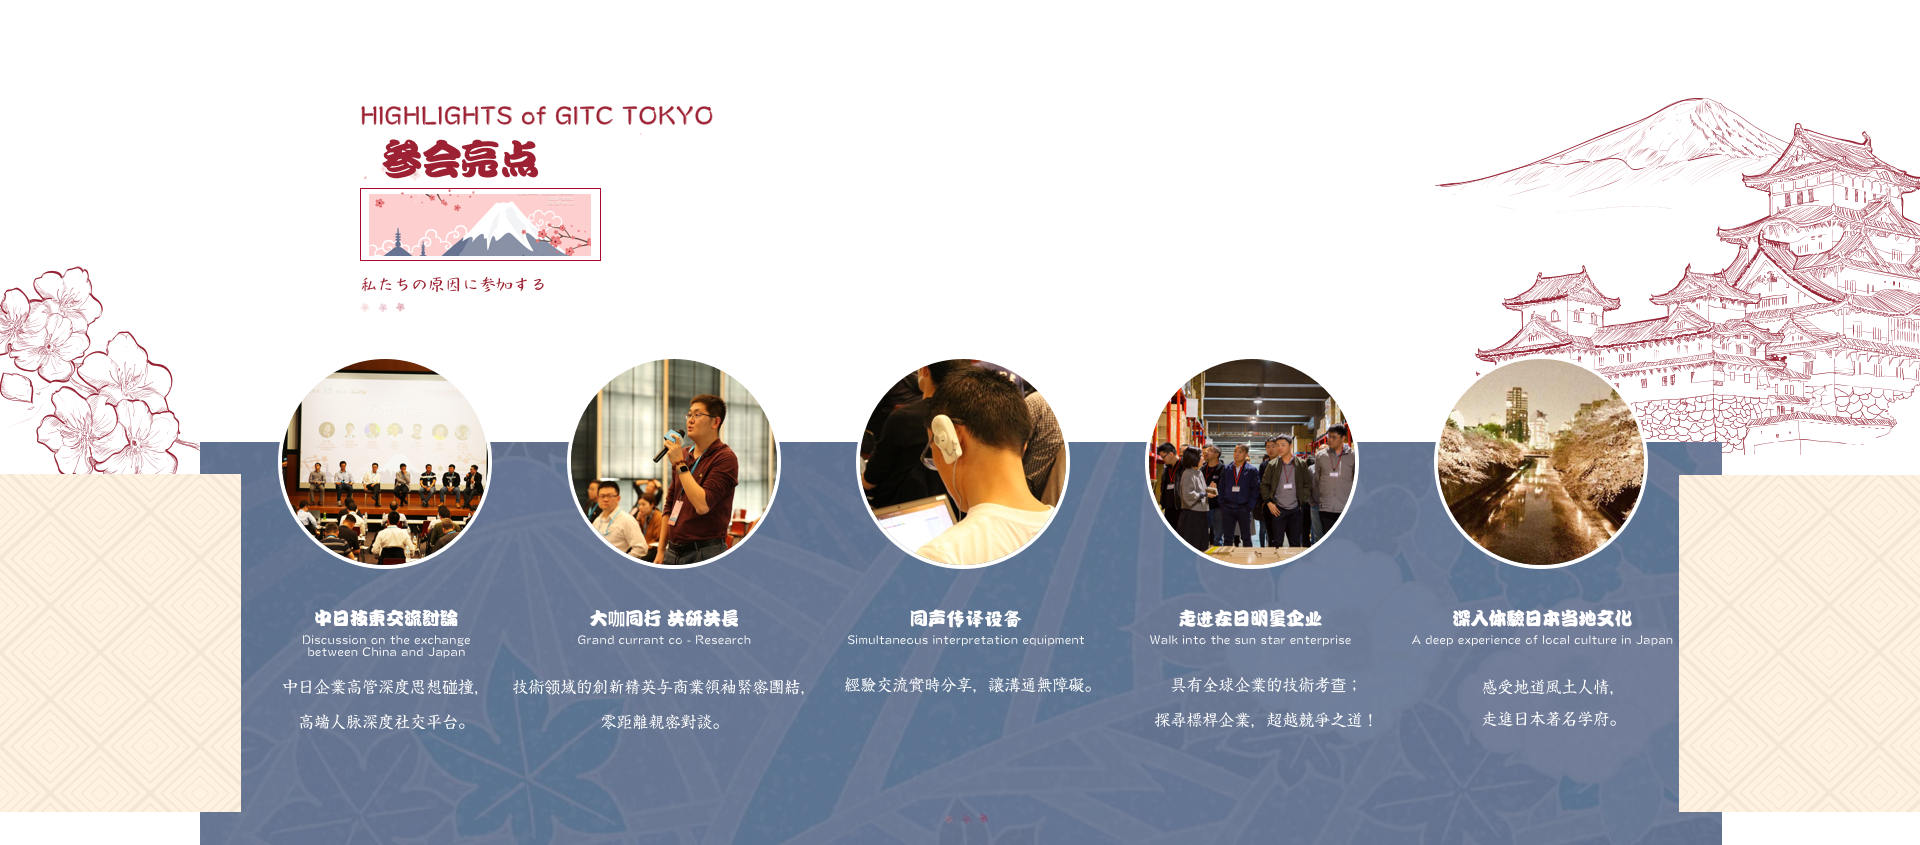 HIGHLIGHTS of GITC TOKYO
参会亮点
私たちの原因に参加する
中日後東交流討論
Discussion on the exchange
between China and Japan
中日企業高管深度思想碰撞,
高端人脉深度社交平台。
大咖同行 共研共長
Grand currant co - Research
技術领域的創新精英与商業領袖緊密團結,
零距離親密對談。
同声传译设备
Simultaneous interpretation equipment
經驗交流實時分享, 讓溝通無障礙。
走进在日明星企业
Walk into the sun star enterprise
具有全球企業的技術考查；
探尋標桿企業, 超越競爭之道！
深入体驗日本当地文化
A deep experience of local culture in Japan
感受地道風土人情,
走進日本著名学府。